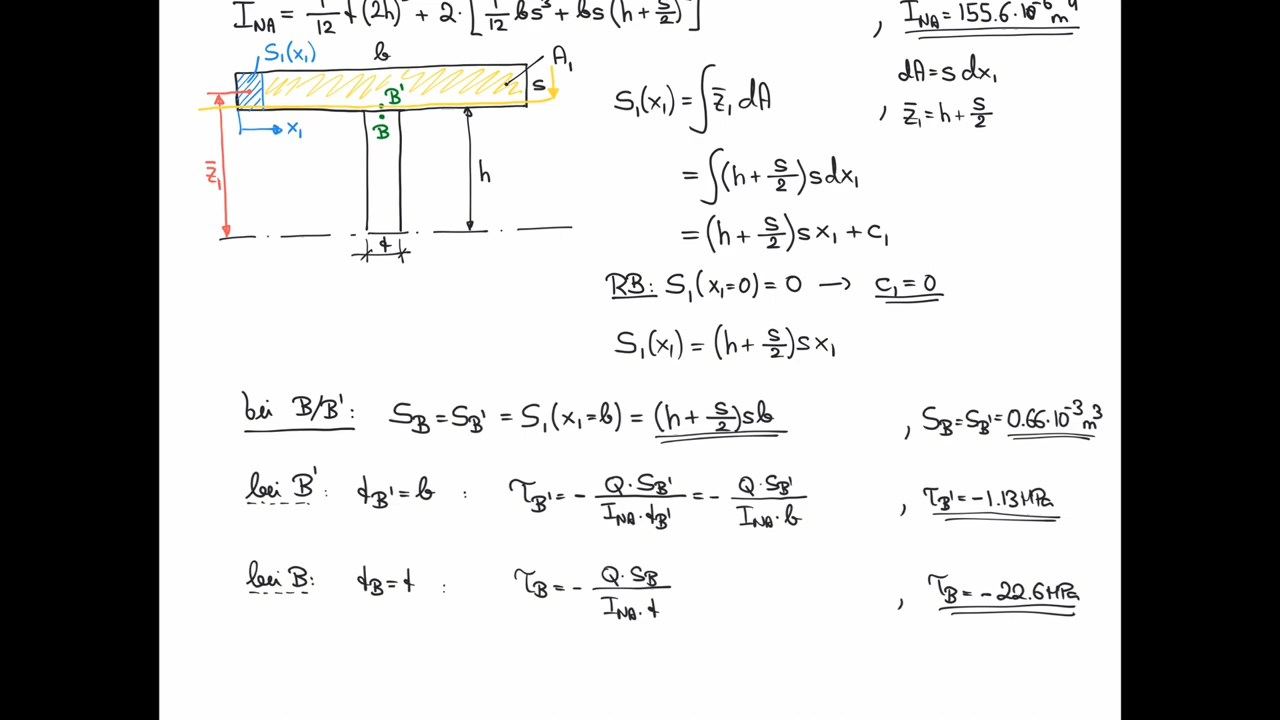 I_NA = 1/12 t(2h)³ + 2·[1/12 bs³ + bs(h + s/2)²] , I_NA = 155.6·10⁻⁶ m⁴
S₁(x₁) b A₁
s
B'
B
x₁
z̄₁
h
t
S₁(x₁) = ∫ z̄₁ dA
dA = s dx₁
, z̄₁ = h + s/2
= ∫(h + s/2) s dx₁
= (h + s/2) s x₁ + c₁
RB: S₁(x₁=0) = 0 → c₁ = 0
S₁(x₁) = (h + s/2) s x₁
bei B/B': S_B = S_B' = S₁(x₁=b) = (h + s/2) s b , S_B = S_B' = 0.66·10⁻³ m³
bei B': t_B' = b : τ_B' = - Q·S_B' / I_NA·t_B' = - Q·S_B' / I_NA·b , τ_B' = -1.13 MPa
bei B: t_B = t : τ_B = - Q·S_B / I_NA·t , τ_B = -22.6 MPa